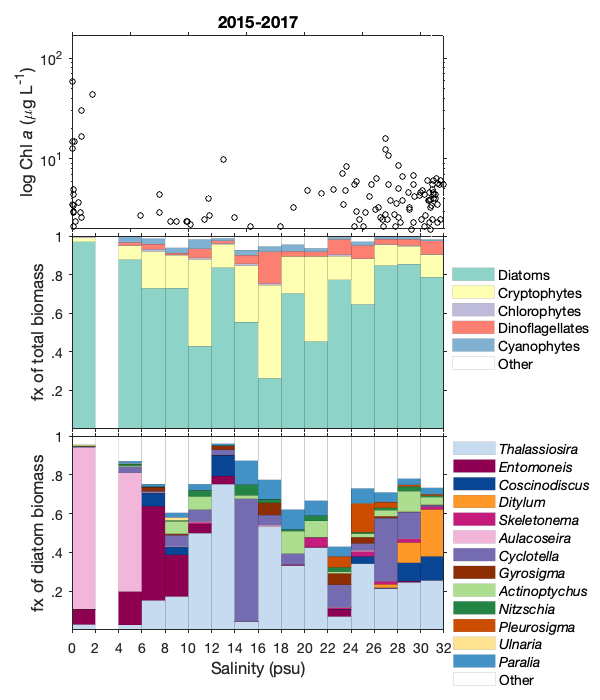 2015-2017
log Chl a (µg L⁻¹)
10²
10¹
fx of total biomass
1
.8
.6
.4
.2
Diatoms
Cryptophytes
Chlorophytes
Dinoflagellates
Cyanophytes
Other
fx of diatom biomass
1
.8
.6
.4
.2
0 2 4 6 8 10 12 14 16 18 20 22 24 26 28 30 32
Salinity (psu)
Thalassiosira
Entomoneis
Coscinodiscus
Ditylum
Skeletonema
Aulacoseira
Cyclotella
Gyrosigma
Actinoptychus
Nitzschia
Pleurosigma
Ulnaria
Paralia
Other